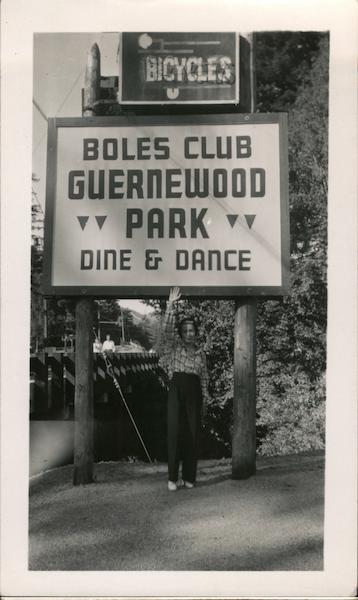 BICYCLES
BOLES CLUB
GUERNEWOOD
PARK
DINE & DANCE